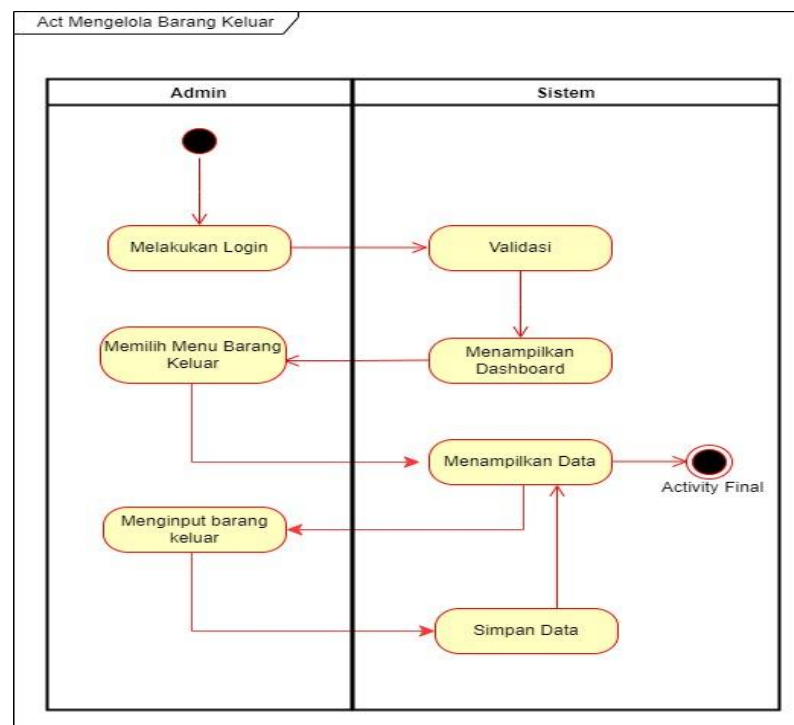 Act Mengelola Barang Keluar
Admin
Sistem
Melakukan Login
Validasi
Memilih Menu Barang
Keluar
Menampilkan
Dashboard
Menampilkan Data
Activity Final
Menginput barang
keluar
Simpan Data